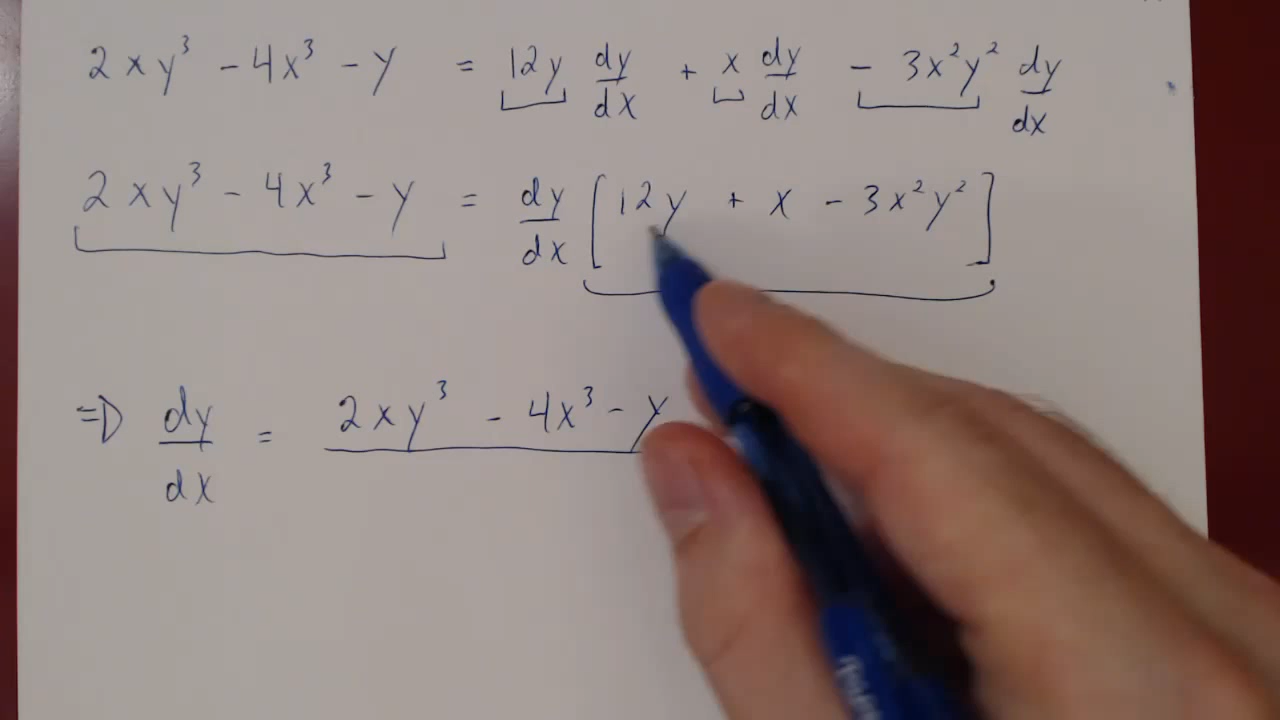 2xy³ - 4x³ - y = 12y dy/dx + x dy/dx - 3x²y² dy/dx
2xy³ - 4x³ - y = dy/dx [12y + x - 3x²y²]
⇒ dy/dx = 2xy³ - 4x³ - y